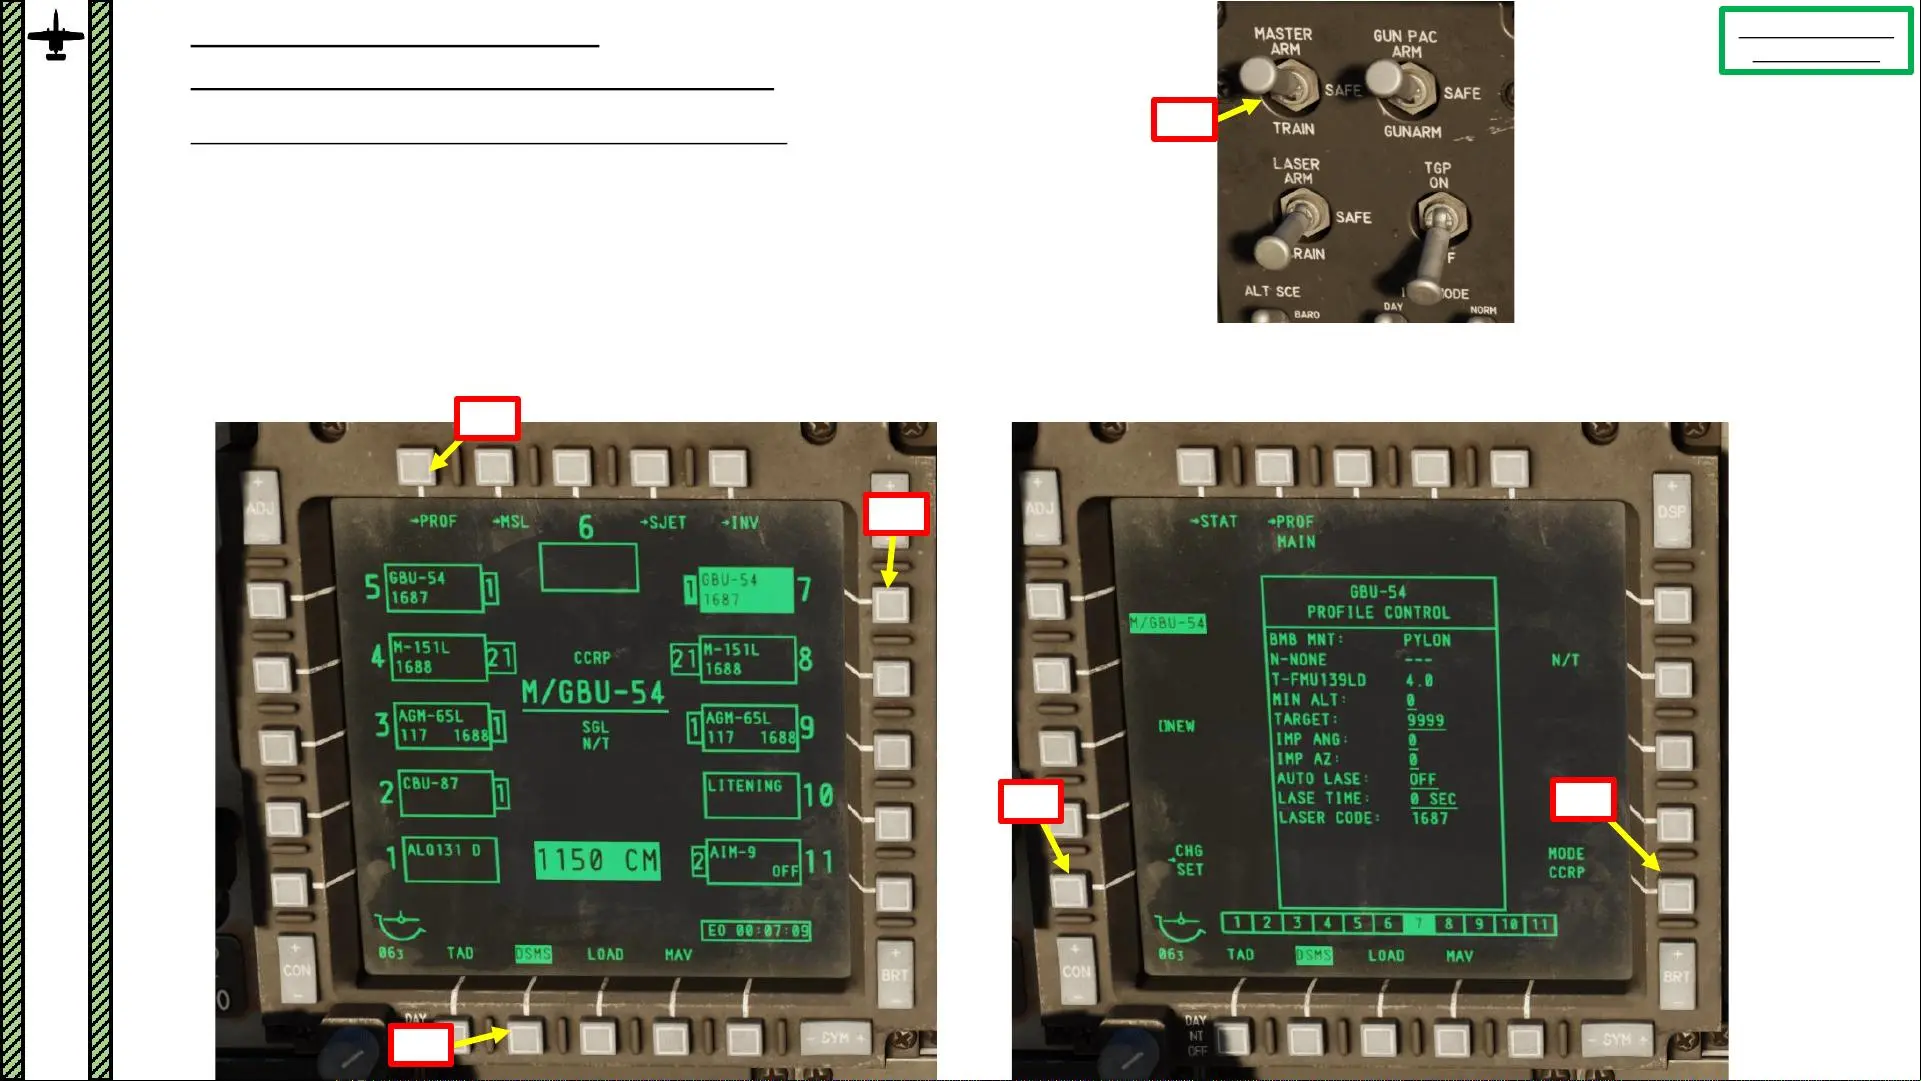 MASTER
ARM
GUN PAC
ARM
SAFE
SAFE
TRAIN
GUNARM
LASER
ARM
TGP
ON
SAFE
RAIN
F
ALT SCE
ODE
BARO
DAY
NORM
ADJ
→PROF
→MSL
6
→SJET
→INV
5
GBU-54
1687
1
1
GBU-54
1687
7
4
M-151L
1688
21
CCRP
21
M-151L
1688
8
M/GBU-54
SGL
N/T
3
AGM-65L
117 1688
1
1
AGM-65L
117 1688
9
2
CBU-87
1
LITENING
10
1
ALQ131 D
1150 CM
2
AIM-9
OFF
11
EO 00:07:09
063
TAD
DSMS
LOAD
MAV
CON
BRT
DAY
- SYM +
ADJ
DSP
→STAT
→PROF
MAIN
GBU-54
PROFILE CONTROL
M/GBU-54
BMB MNT: PYLON
N-NONE ---
T-FMU139LD 4.0
MIN ALT: 0
TARGET: 9999
IMP ANG: 0
IMP AZ: 0
AUTO LASE: OFF
LASE TIME: 0 SEC
LASER CODE: 1687
N/T
[]NEW
→CHG
SET
MODE
CCRP
1 2 3 4 5 6 7 8 9 10 11
063
TAD
DSMS
LOAD
MAV
CON
BRT
DAY
NT
OFF
- SYM +